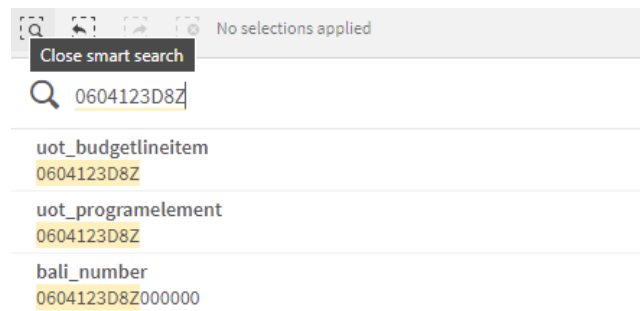 No selections applied
Close smart search
0604123D8Z
uot_budgetlineitem
0604123D8Z
uot_programelement
0604123D8Z
bali_number
0604123D8Z000000